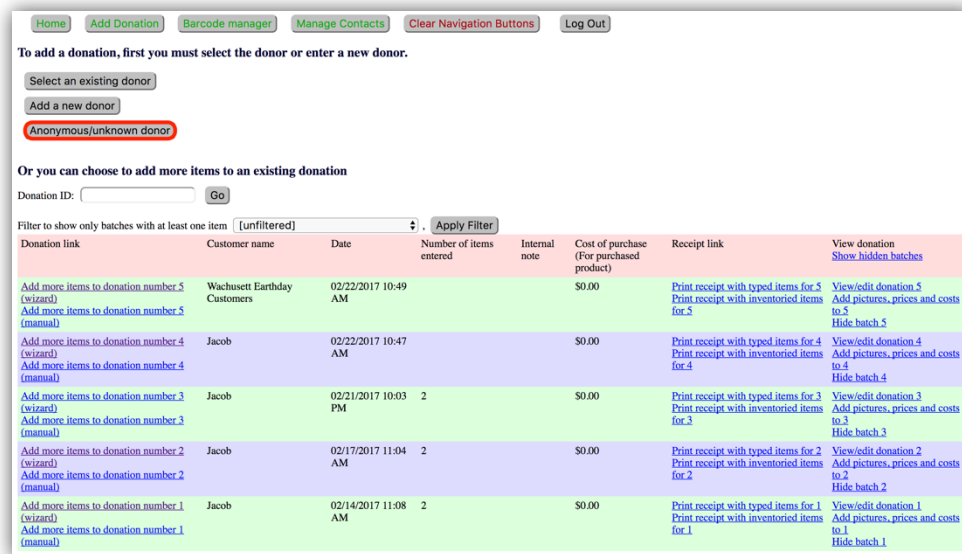 Home Add Donation Barcode manager Manage Contacts Clear Navigation Buttons Log Out
To add a donation, first you must select the donor or enter a new donor.
Select an existing donor
Add a new donor
Anonymous/unknown donor
Or you can choose to add more items to an existing donation
Donation ID: Go
Filter to show only batches with at least one item [unfiltered] , Apply Filter
Donation link Customer name Date Number of items Internal Cost of purchase Receipt link View donation
entered note (For purchased Show hidden batches
product)
Add more items to donation number 5 Wachusett Earthday 02/22/2017 10:49 $0.00 Print receipt with typed items for 5 View/edit donation 5
(wizard) Customers AM Print receipt with inventoried items Add pictures, prices and costs
Add more items to donation number 5 for 5 to 5
(manual) Hide batch 5
Add more items to donation number 4 Jacob 02/22/2017 10:47 $0.00 Print receipt with typed items for 4 View/edit donation 4
(wizard) AM Print receipt with inventoried items Add pictures, prices and costs
Add more items to donation number 4 for 4 to 4
(manual) Hide batch 4
Add more items to donation number 3 Jacob 02/21/2017 10:03 2 $0.00 Print receipt with typed items for 3 View/edit donation 3
(wizard) PM Print receipt with inventoried items Add pictures, prices and costs
Add more items to donation number 3 for 3 to 3
(manual) Hide batch 3
Add more items to donation number 2 Jacob 02/17/2017 11:04 2 $0.00 Print receipt with typed items for 2 View/edit donation 2
(wizard) AM Print receipt with inventoried items Add pictures, prices and costs
Add more items to donation number 2 for 2 to 2
(manual) Hide batch 2
Add more items to donation number 1 Jacob 02/14/2017 11:08 2 $0.00 Print receipt with typed items for 1 View/edit donation 1
(wizard) AM Print receipt with inventoried items Add pictures, prices and costs
Add more items to donation number 1 for 1 to 1
(manual) Hide batch 1